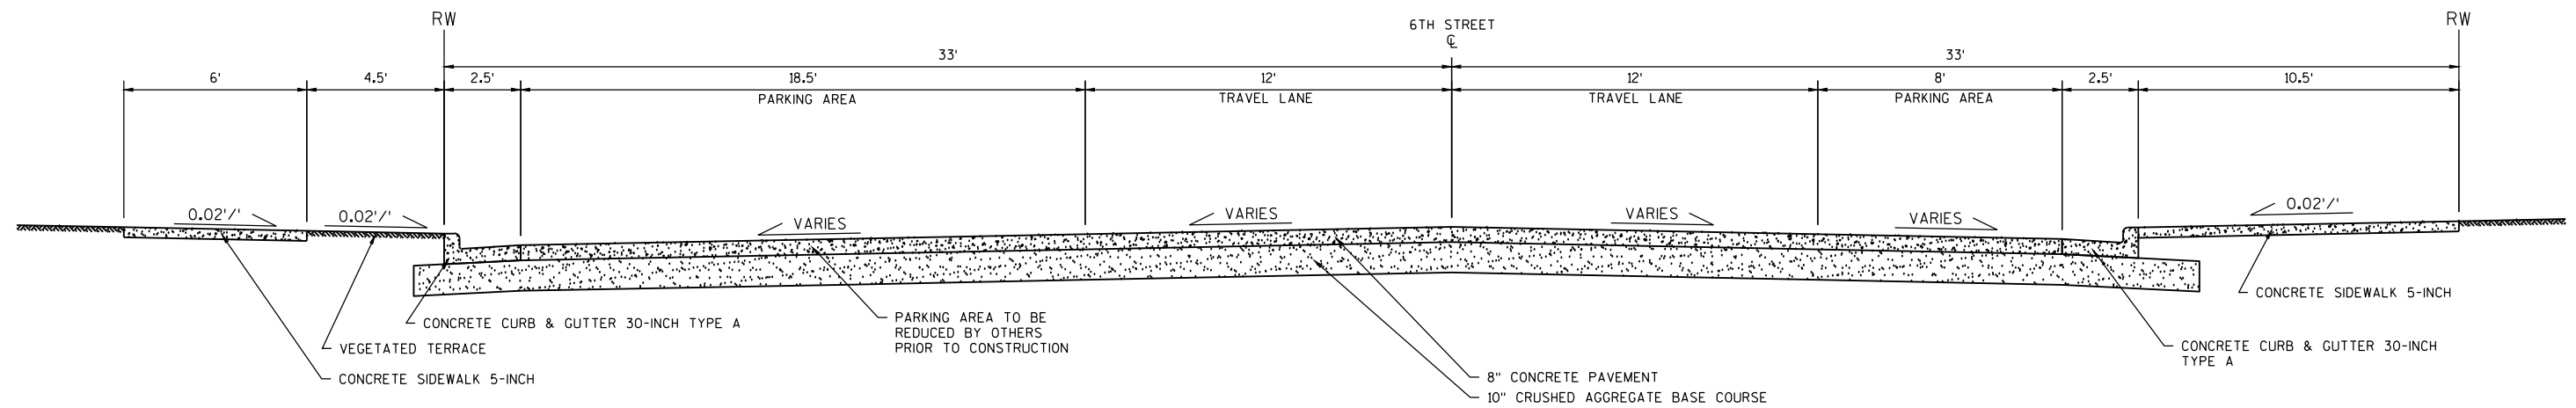 RW
6TH STREET
℄
RW
33'
33'
6'
4.5'
2.5'
18.5'
12'
12'
8'
2.5'
10.5'
PARKING AREA
TRAVEL LANE
TRAVEL LANE
PARKING AREA
0.02'/'
0.02'/'
VARIES
VARIES
VARIES
VARIES
0.02'/'
CONCRETE CURB & GUTTER 30-INCH TYPE A
VEGETATED TERRACE
CONCRETE SIDEWALK 5-INCH
PARKING AREA TO BE
REDUCED BY OTHERS
PRIOR TO CONSTRUCTION
8" CONCRETE PAVEMENT
10" CRUSHED AGGREGATE BASE COURSE
CONCRETE SIDEWALK 5-INCH
CONCRETE CURB & GUTTER 30-INCH
TYPE A